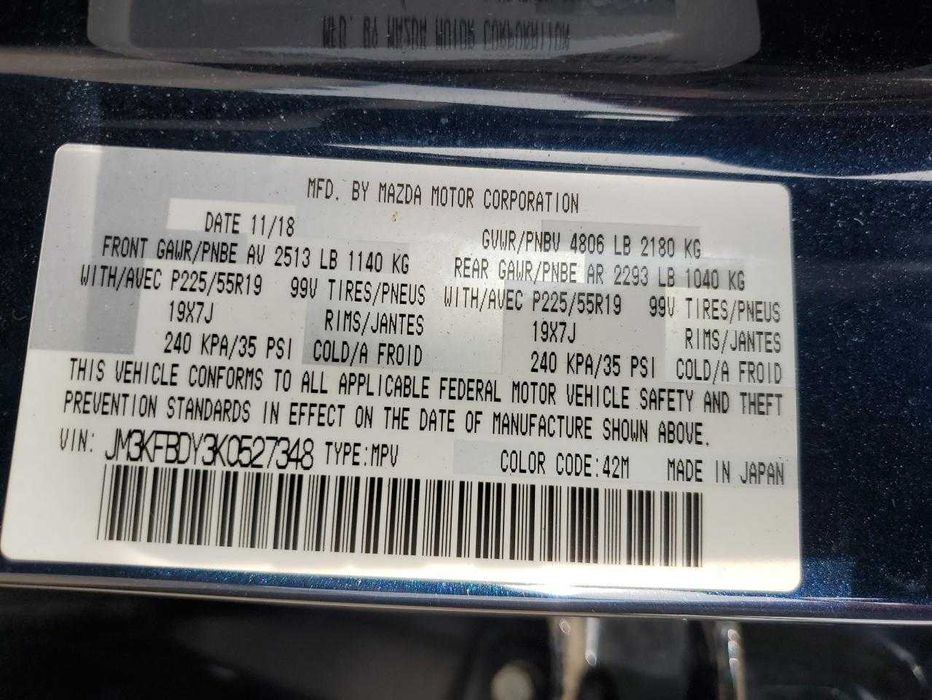 MFD. BY MAZDA MOTOR CORPORATION
MFD. BY MAZDA MOTOR CORPORATION
DATE 11/18 GVWR/PNBV 4806 LB 2180 KG
FRONT GAWR/PNBE AV 2513 LB 1140 KG REAR GAWR/PNBE AR 2293 LB 1040 KG
WITH/AVEC P225/55R19 99V TIRES/PNEUS WITH/AVEC P225/55R19 99V TIRES/PNEUS
19X7J RIMS/JANTES 19X7J RIMS/JANTES
240 KPA/35 PSI COLD/A FROID 240 KPA/35 PSI COLD/A FROID
THIS VEHICLE CONFORMS TO ALL APPLICABLE FEDERAL MOTOR VEHICLE SAFETY AND THEFT
PREVENTION STANDARDS IN EFFECT ON THE DATE OF MANUFACTURE SHOWN ABOVE.
VIN: JM3KFBDY3K0527348 TYPE:MPV COLOR CODE:42M MADE IN JAPAN